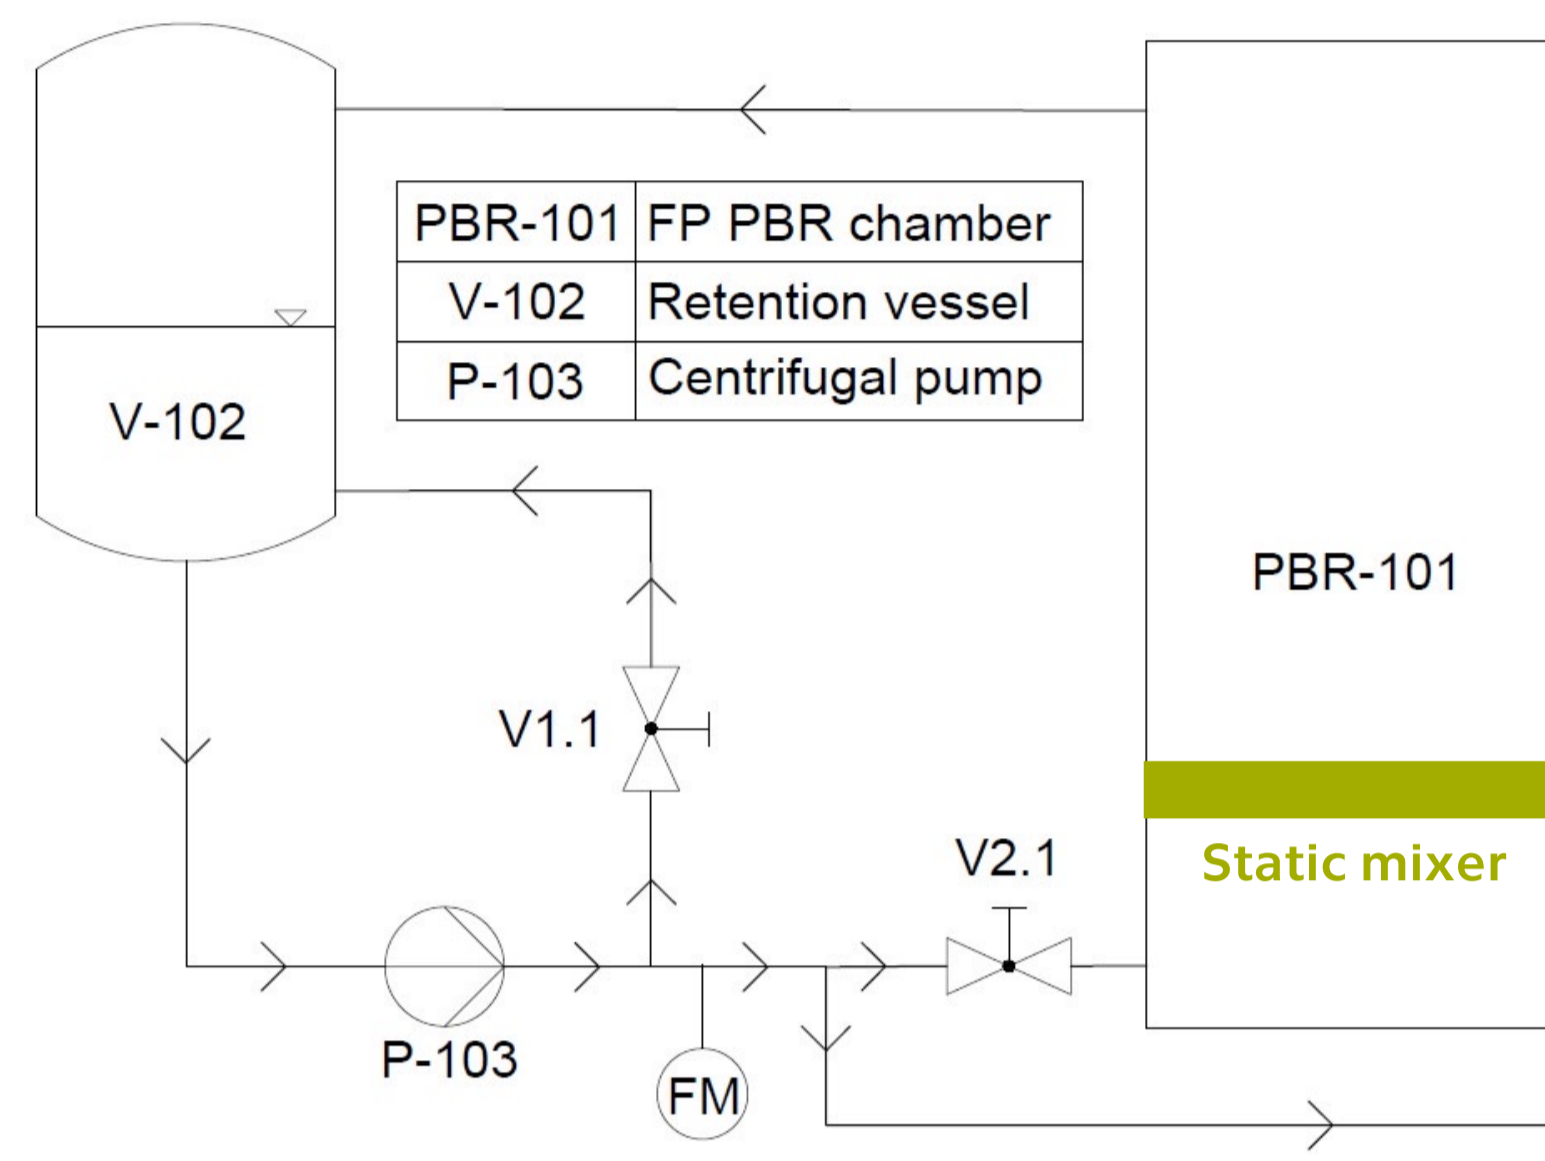 PBR-101 FP PBR chamber
V-102 Retention vessel
P-103 Centrifugal pump
V-102
PBR-101
V1.1
V2.1
Static mixer
P-103
FM